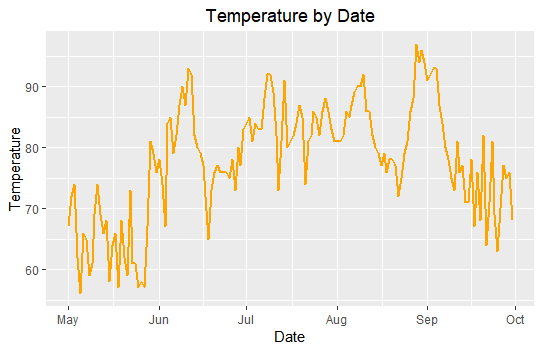 Temperature by Date
Temperature
90
80
70
60
May Jun Jul Aug Sep Oct
Date